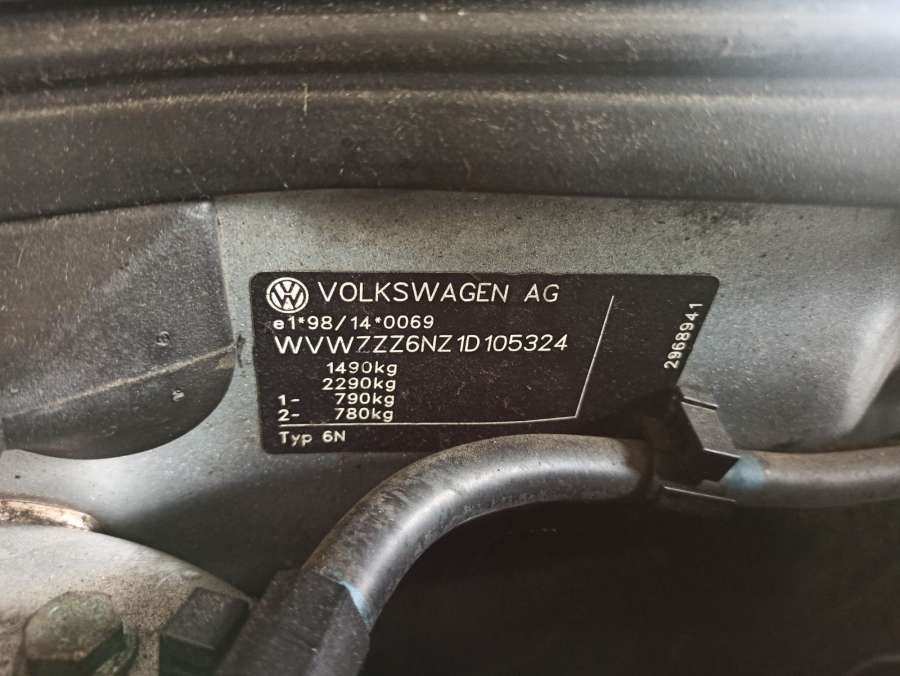 VOLKSWAGEN AG
e1*98/14*0069
WVWZZZ6NZ1D105324
1490kg
2290kg
1- 790kg
2- 780kg
Typ 6N
2968941